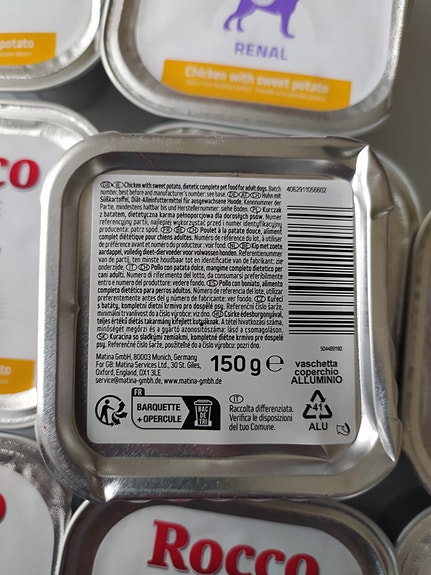 RENAL
Chicken with sweet potato
sweet potato
Rocco
GB IE Chicken with sweet potato, dietetic complete pet food for adult dogs. Batch
number, best before and manufacturer's number: see base. DE AT CH Huhn mit
Süßkartoffel, Diät-Alleinfuttermittel für ausgewachsene Hunde. Kennnummer der
Partie, mindestens haltbar bis und Herstellernummer: siehe Boden. PL Kurczak
z batatem, dietetyczna karma pełnoporcjowa dla dorosłych psów. Numer
referencyjny partii, najlepiej wykorzystać przed i numer identyfikacyjny
producenta: patrz spód. FR BE CH Poulet à la patate douce, aliment
complet diététique pour chiens adultes. Numéro de référence du lot, à utiliser
de préférence avant et numéro du producteur : voir fond. NL BE Kip met zoete
aardappel, volledig dieet-diervoeder voor volwassen honden. Referentienummer
van de partij, ten minste houdbaar tot en identificatienummer van de fabrikant: zie
onderzijde. IT CH Pollo con patata dolce, mangime completo dietetico per
cani adulti. Numero di riferimento del lotto, da consumarsi preferibilmente
entro e numero del produttore: vedere fondo. ES Pollo con boniato, alimento
completo dietético para perros adultos. Número de referencia del lote, utilizar
preferentemente antes del y número de fabricante: ver fondo. CZ Kuřecí
s batáty, kompletní dietní krmivo pro dospělé psy. Referenční číslo šarže,
minimální trvanlivost do a číslo výrobce: viz dno. HU Csirke édesburgonyával,
teljes értékű diétás takarmány kifejlett kutyáknak. A tétel hivatkozási száma,
minőségét megőrzi és a gyártó azonosítószáma: lásd a csomagoláson.
SK Kuracina so sladkými zemiakmi, kompletné diétne krmivo pre dospelé
psy. Referenčné číslo šarže, použiteľné do a číslo výrobcu: pozri dno.
4062911056602
504489190
Matina GmbH, 80003 Munich, Germany
For GB: Matina Services Ltd., 30 St. Giles,
Oxford, England, OX1 3LE
service@matina-gmbh.de, www.matina-gmbh.de
150 g e
vaschetta
coperchio
ALLUMINIO
FR
BARQUETTE
+ OPERCULE
BAC
DE
TRI
IT
Raccolta differenziata.
Verifica le disposizioni
del tuo Comune.
41
ALU
Rocco